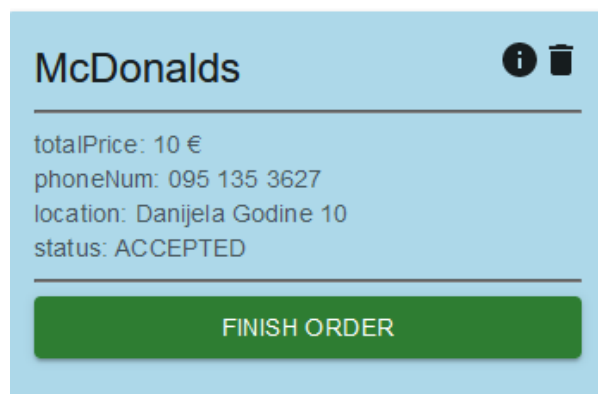 McDonalds
totalPrice: 10 €
phoneNum: 095 135 3627
location: Danijela Godine 10
status: ACCEPTED
FINISH ORDER